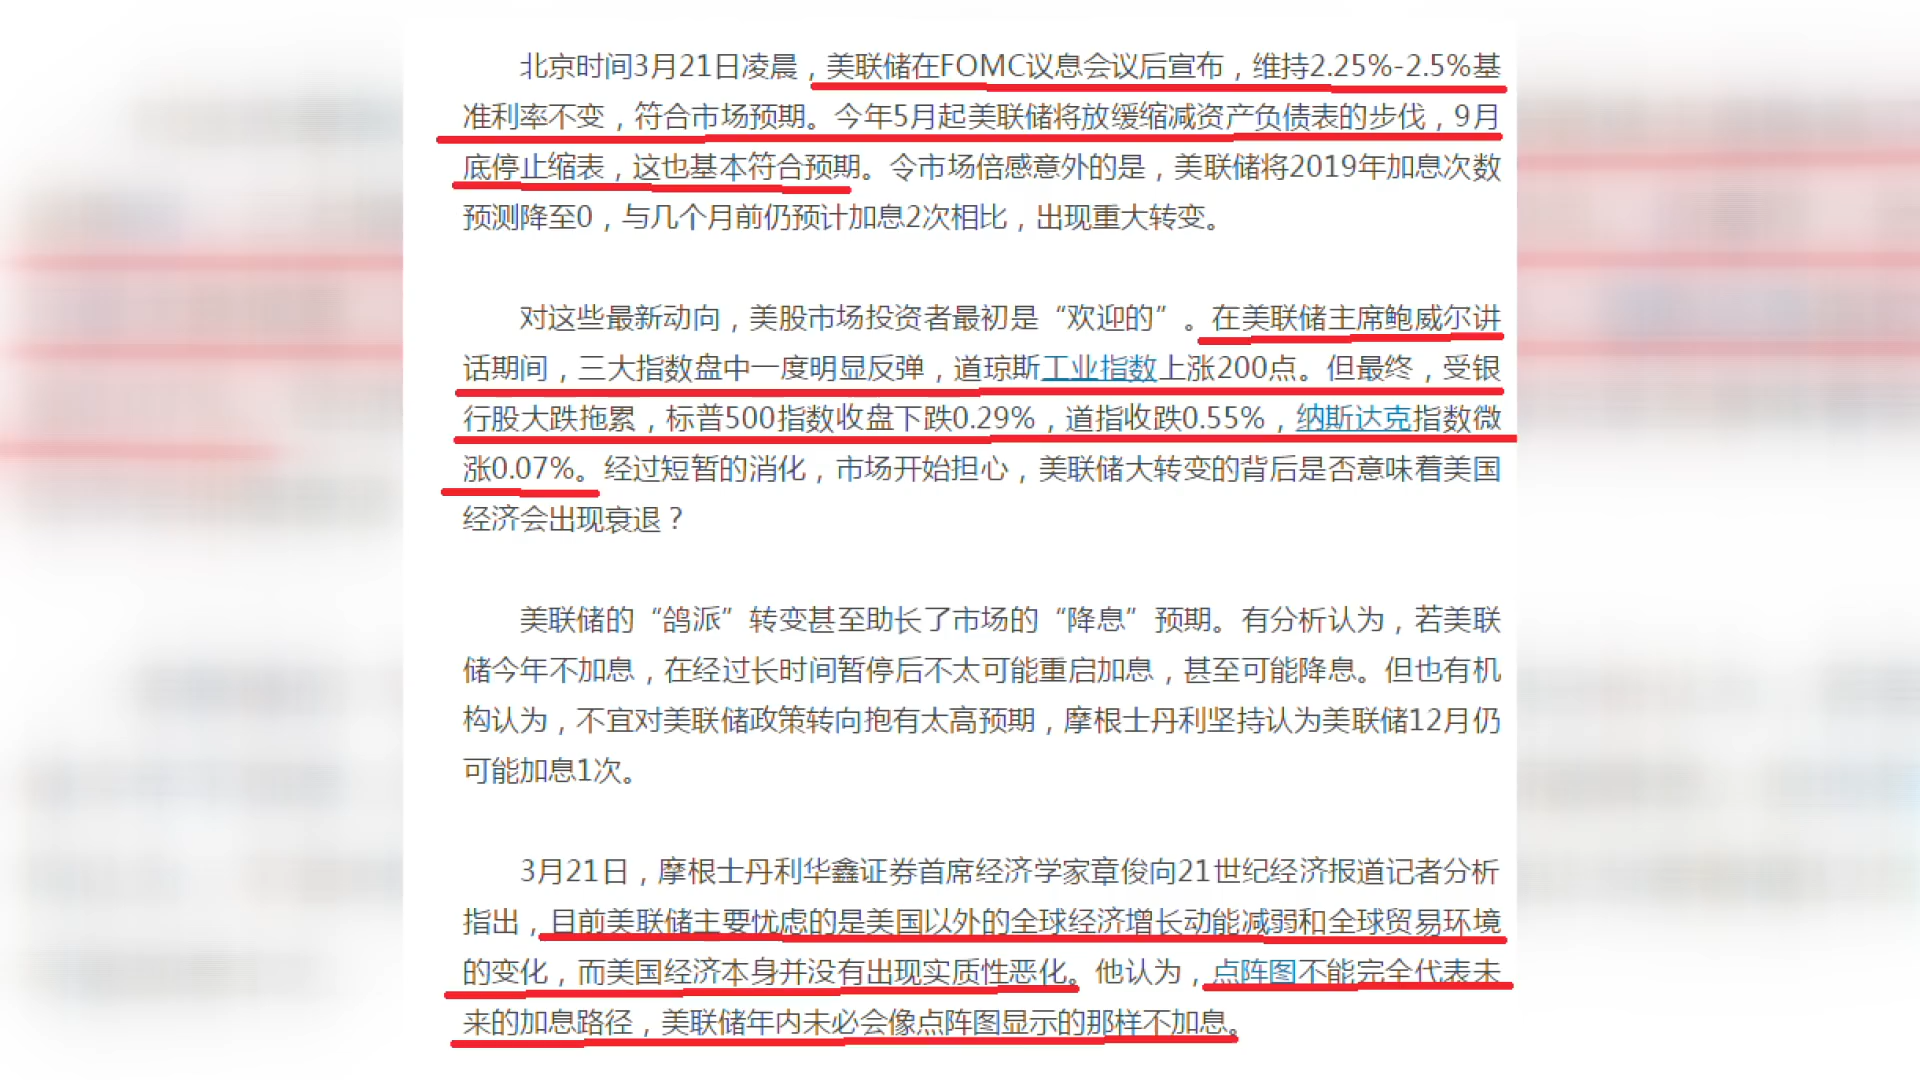 北京时间3月21日凌晨，美联储在FOMC议息会议后宣布，维持2.25%-2.5%基
准利率不变，符合市场预期。今年5月起美联储将放缓缩减资产负债表的步伐，9月
底停止缩表，这也基本符合预期。令市场倍感意外的是，美联储将2019年加息次数
预测降至0，与几个月前仍预计加息2次相比，出现重大转变。
对这些最新动向，美股市场投资者最初是“欢迎的”。在美联储主席鲍威尔讲
话期间，三大指数盘中一度明显反弹，道琼斯工业指数上涨200点。但最终，受银
行股大跌拖累，标普500指数收盘下跌0.29%，道指收跌0.55%，纳斯达克指数微
涨0.07%。经过短暂的消化，市场开始担心，美联储大转变的背后是否意味着美国
经济会出现衰退？
美联储的“鸽派”转变甚至助长了市场的“降息”预期。有分析认为，若美联
储今年不加息，在经过长时间暂停后不太可能重启加息，甚至可能降息。但也有机
构认为，不宜对美联储政策转向抱有太高预期，摩根士丹利坚持认为美联储12月仍
可能加息1次。
3月21日，摩根士丹利华鑫证券首席经济学家章俊向21世纪经济报道记者分析
指出，目前美联储主要忧虑的是美国以外的全球经济增长动能减弱和全球贸易环境
的变化，而美国经济本身并没有出现实质性恶化。他认为，点阵图不能完全代表未
来的加息路径，美联储年内未必会像点阵图显示的那样不加息。